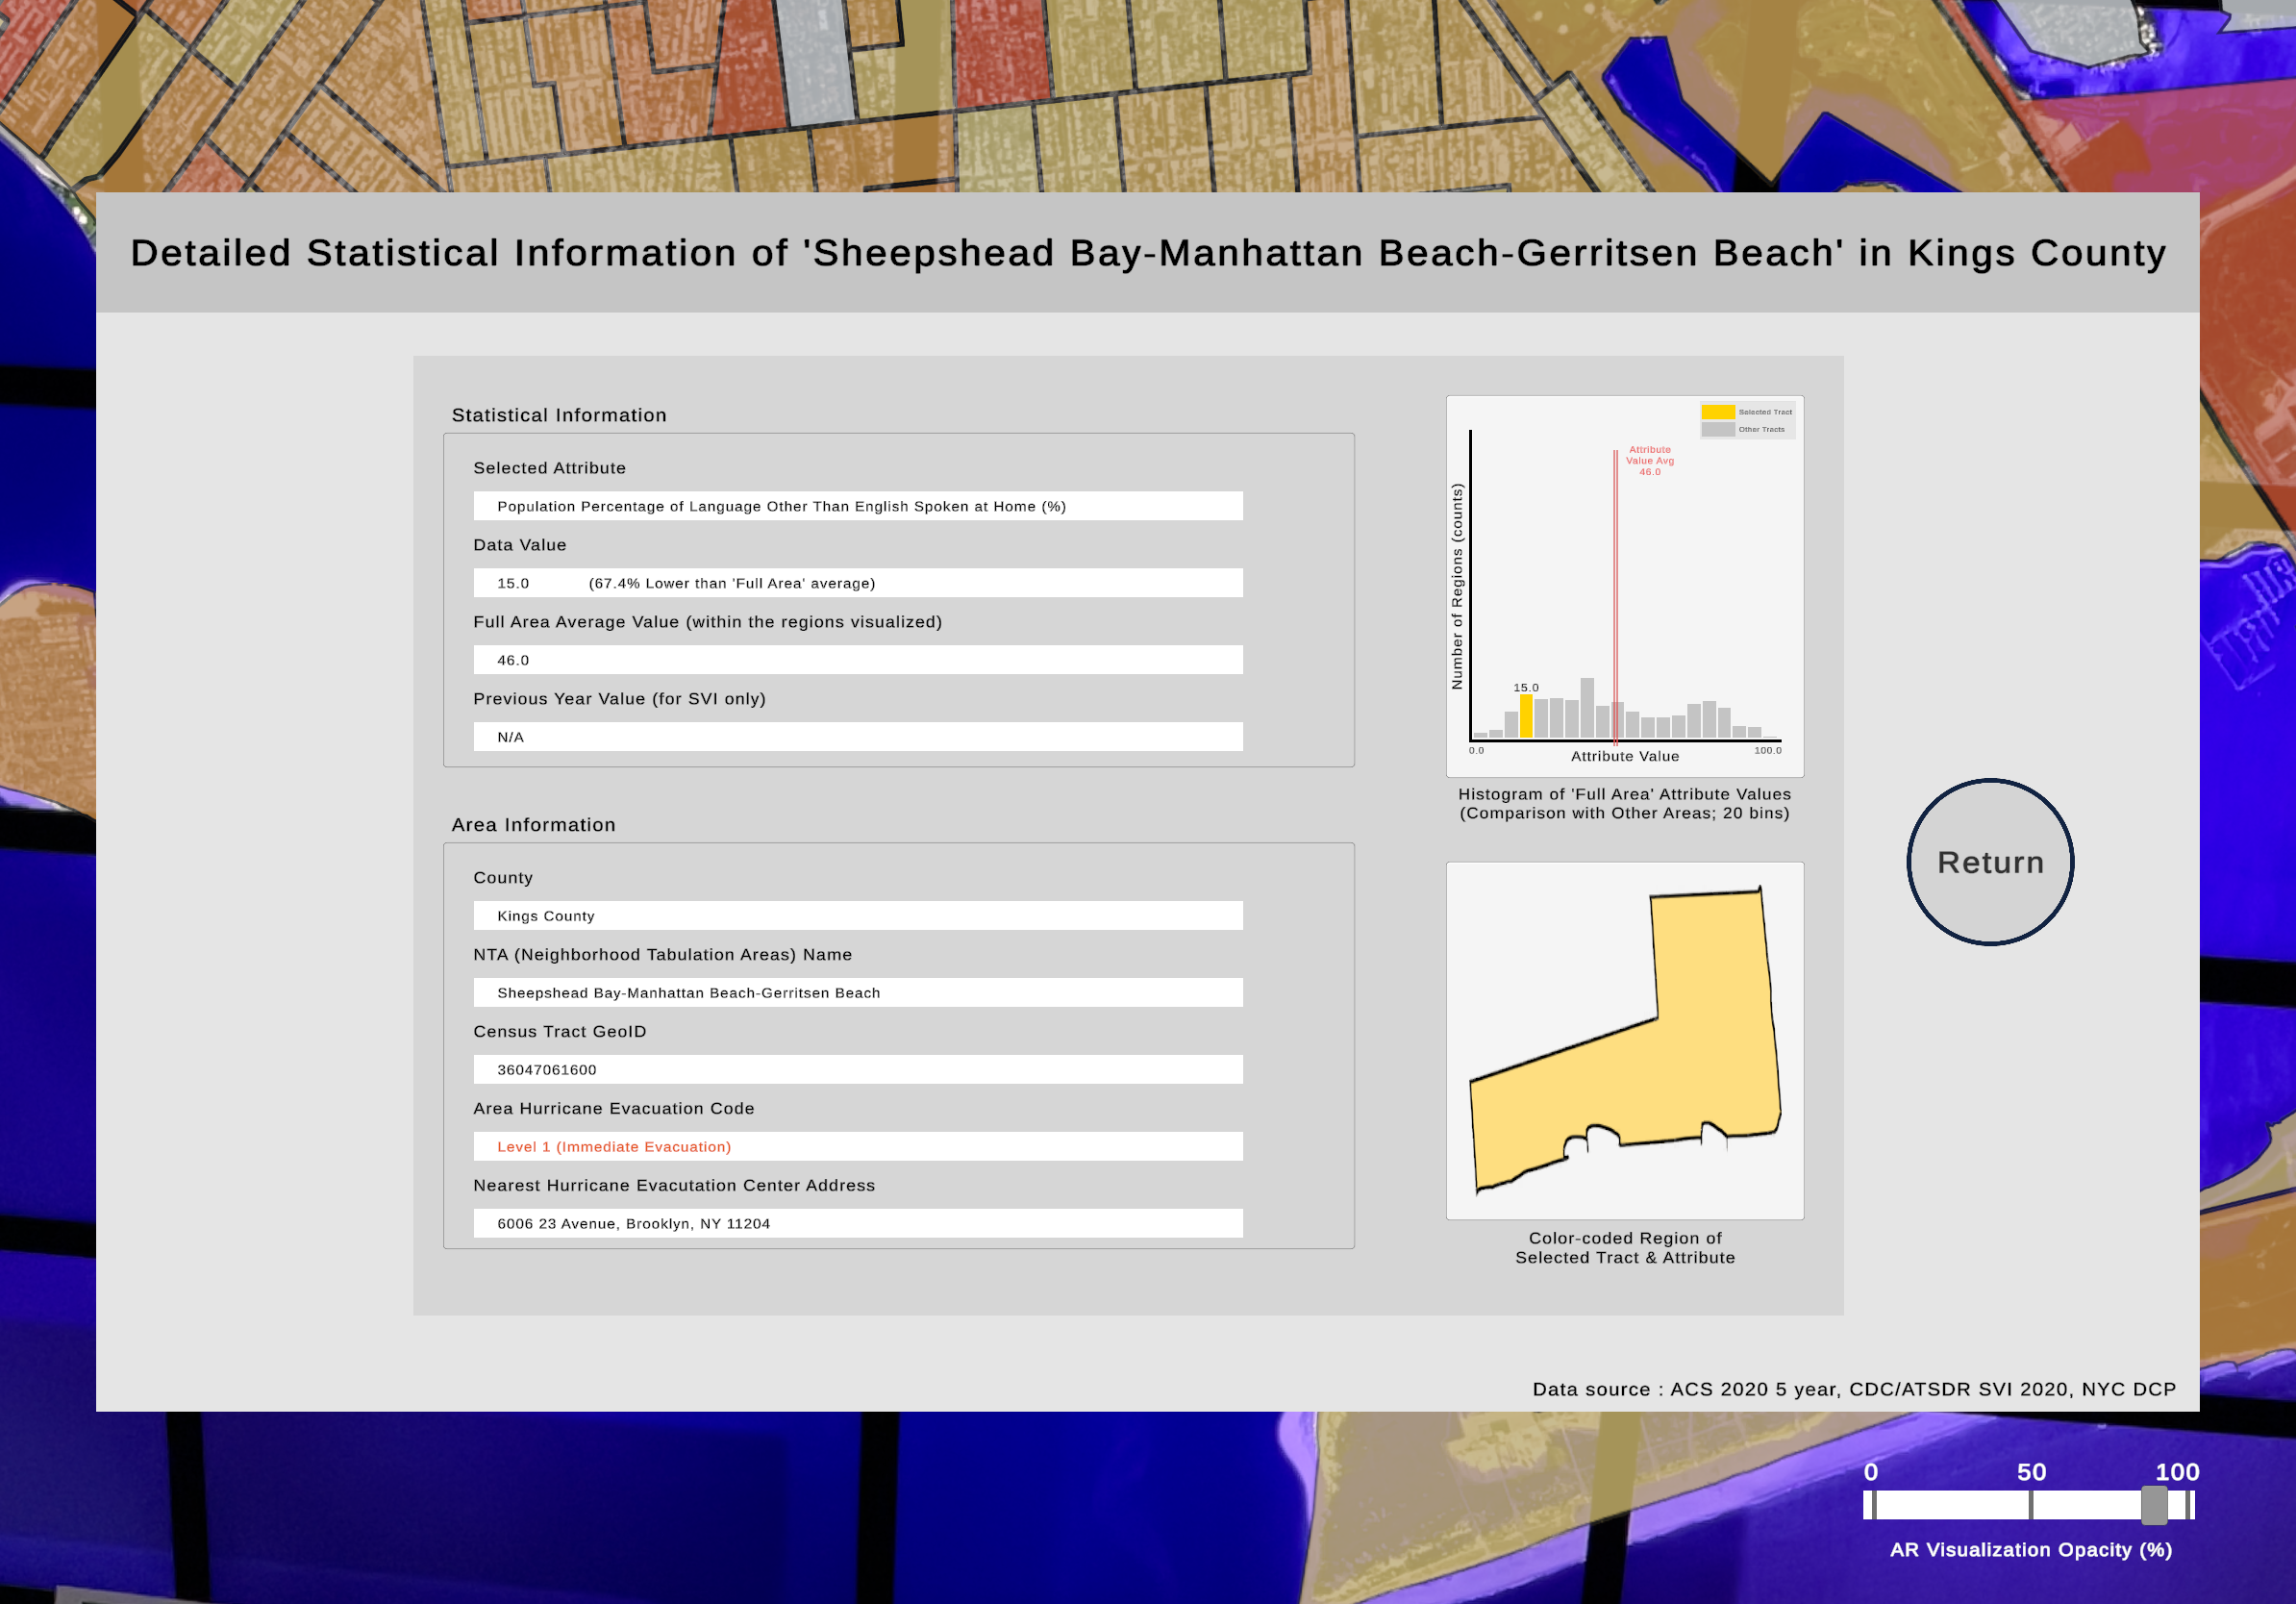 Detailed Statistical Information of 'Sheepshead Bay-Manhattan Beach-Gerritsen Beach' in Kings County
Statistical Information
Selected Attribute
Population Percentage of Language Other Than English Spoken at Home (%)
Data Value
15.0 (67.4% Lower than 'Full Area' average)
Full Area Average Value (within the regions visualized)
46.0
Previous Year Value (for SVI only)
N/A
Area Information
County
Kings County
NTA (Neighborhood Tabulation Areas) Name
Sheepshead Bay-Manhattan Beach-Gerritsen Beach
Census Tract GeoID
36047061600
Area Hurricane Evacuation Code
Level 1 (Immediate Evacuation)
Nearest Hurricane Evacutation Center Address
6006 23 Avenue, Brooklyn, NY 11204
Selected Tract
Other Tracts
Attribute
Value Avg
46.0
Number of Regions (counts)
15.0
0.0
100.0
Attribute Value
Histogram of 'Full Area' Attribute Values
(Comparison with Other Areas; 20 bins)
Color-coded Region of
Selected Tract & Attribute
Return
Data source : ACS 2020 5 year, CDC/ATSDR SVI 2020, NYC DCP
0 50 100
AR Visualization Opacity (%)